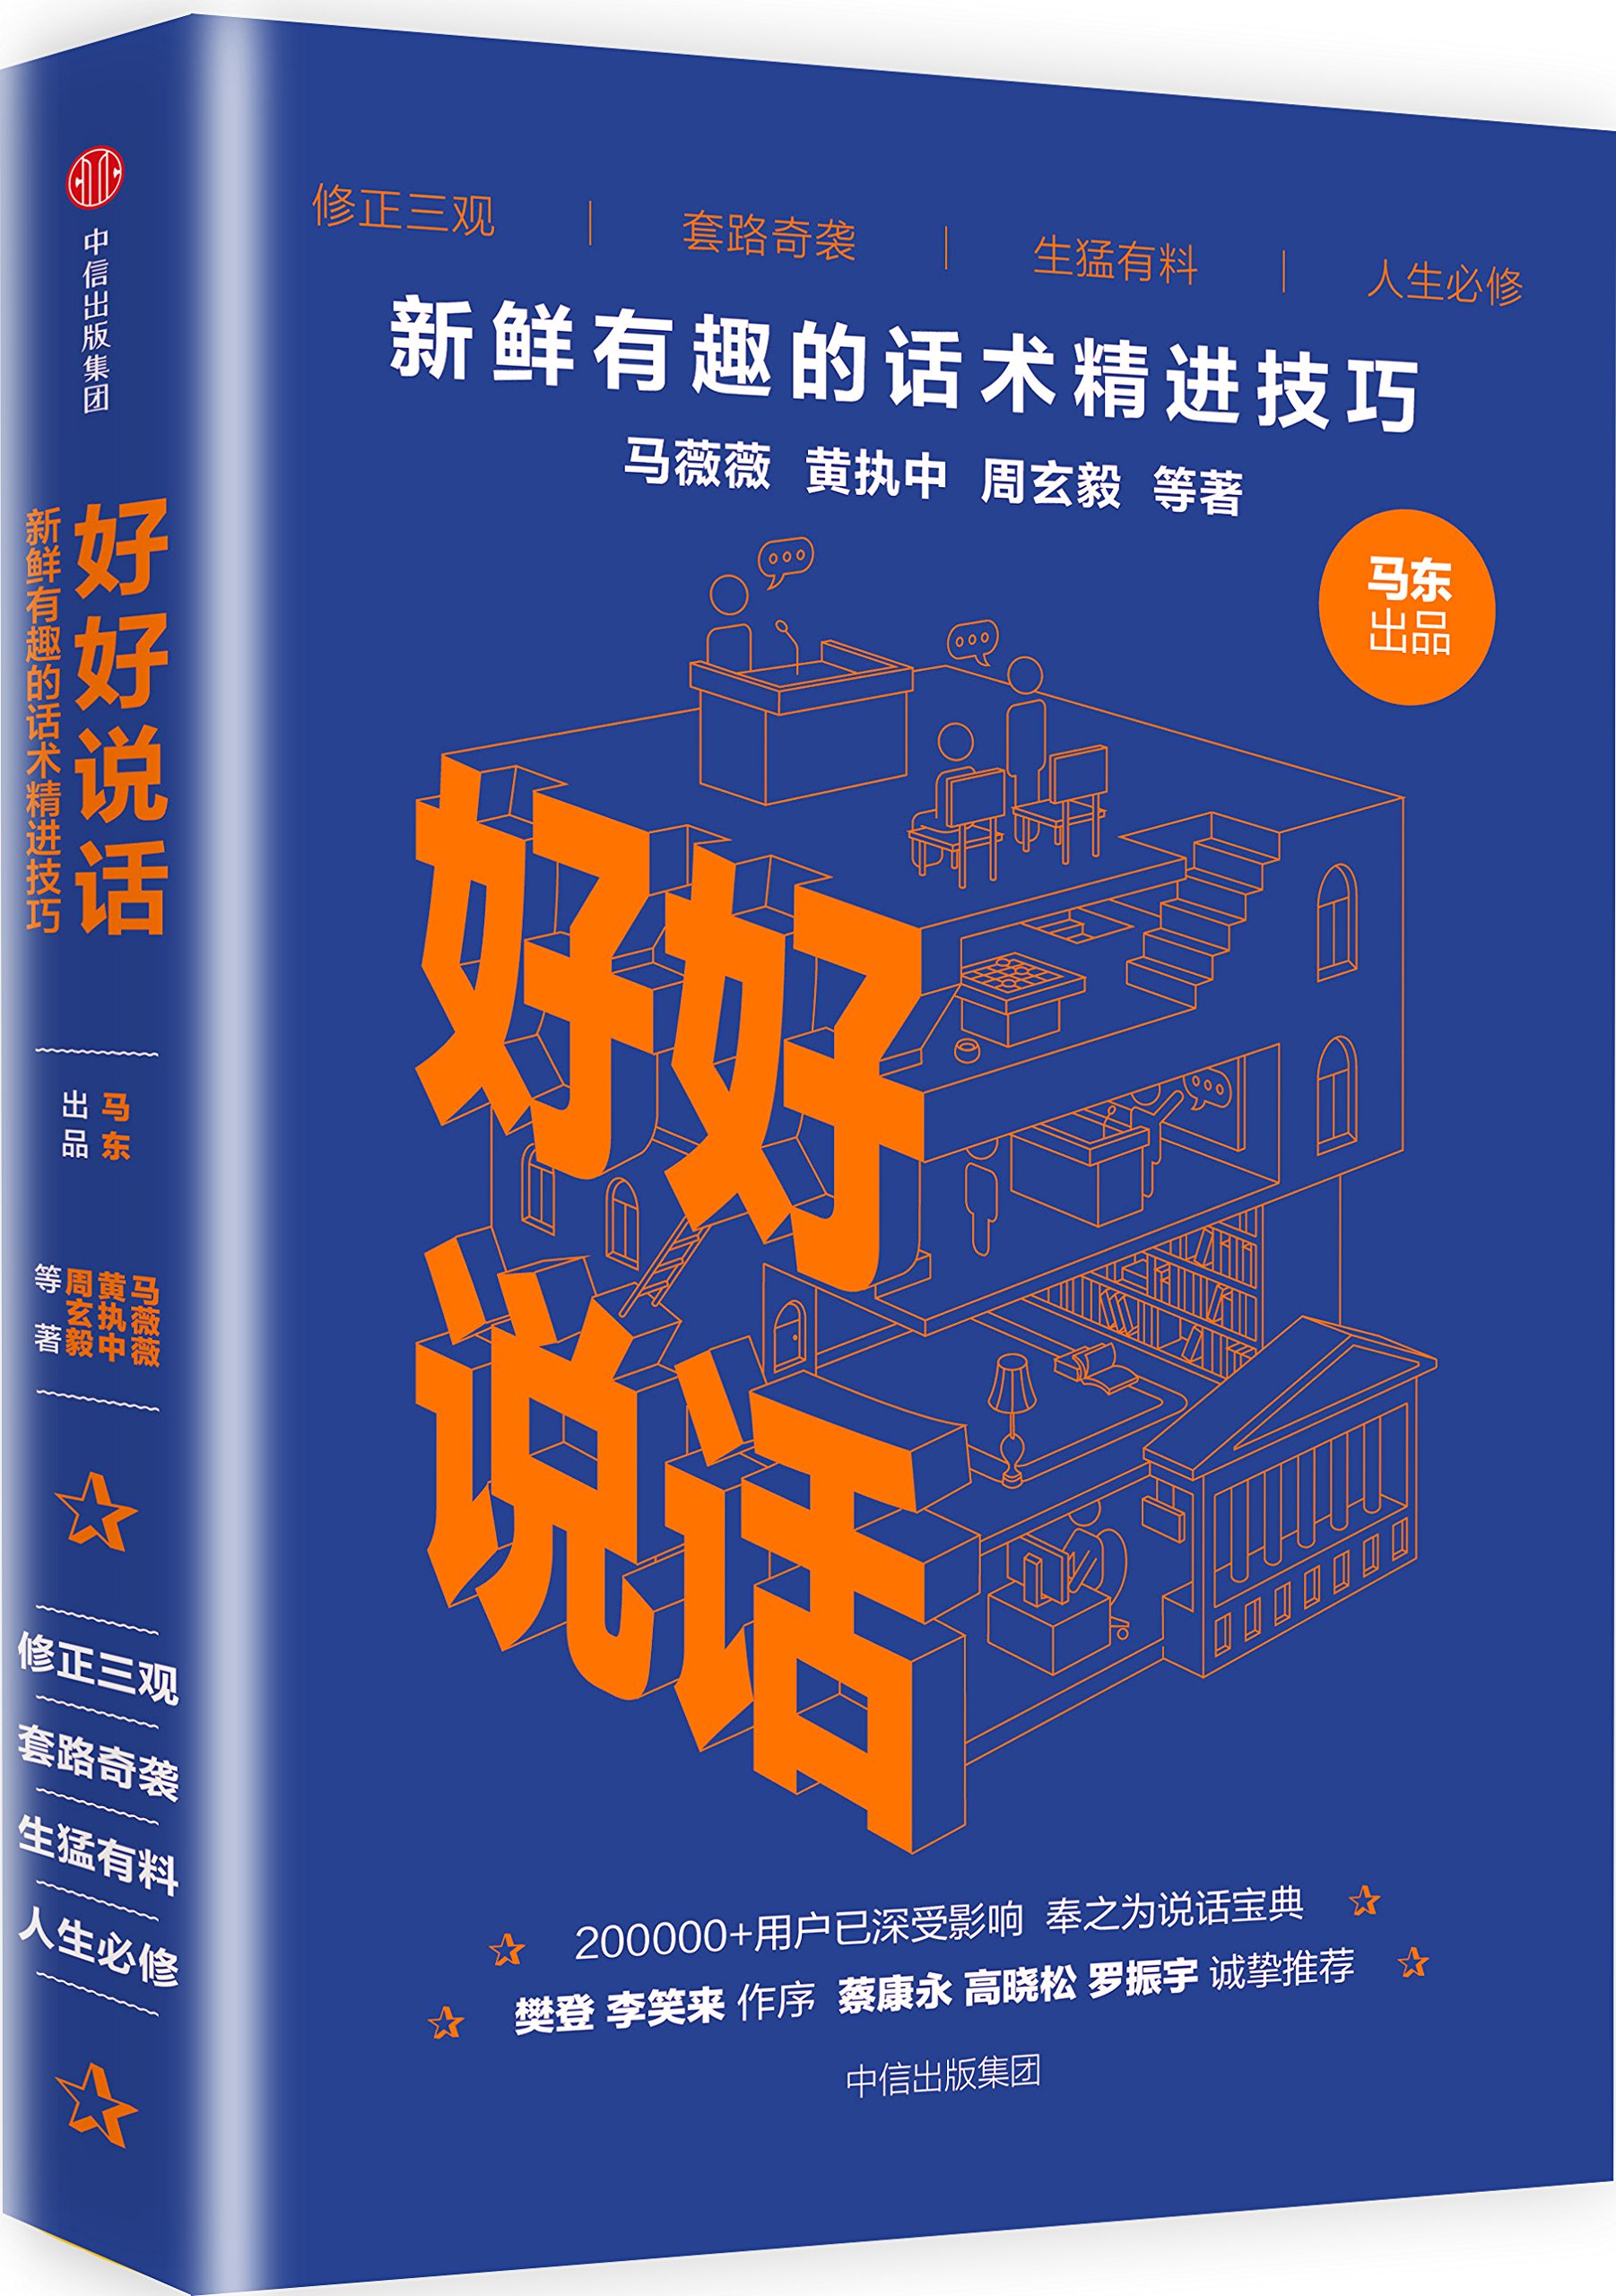 修正三观 | 套路奇袭 | 生猛有料 | 人生必修
新鲜有趣的话术精进技巧
马薇薇 黄执中 周玄毅 等著
马东
出品
好好
说话
200000+用户已深受影响 奉之为说话宝典
樊登 李笑来 作序 蔡康永 高晓松 罗振宇 诚挚推荐
中信出版集团
中信出版集团
好好说话
新鲜有趣的话术精进技巧
马东
出品
马薇薇
黄执中
周玄毅
等著
修正三观
套路奇袭
生猛有料
人生必修